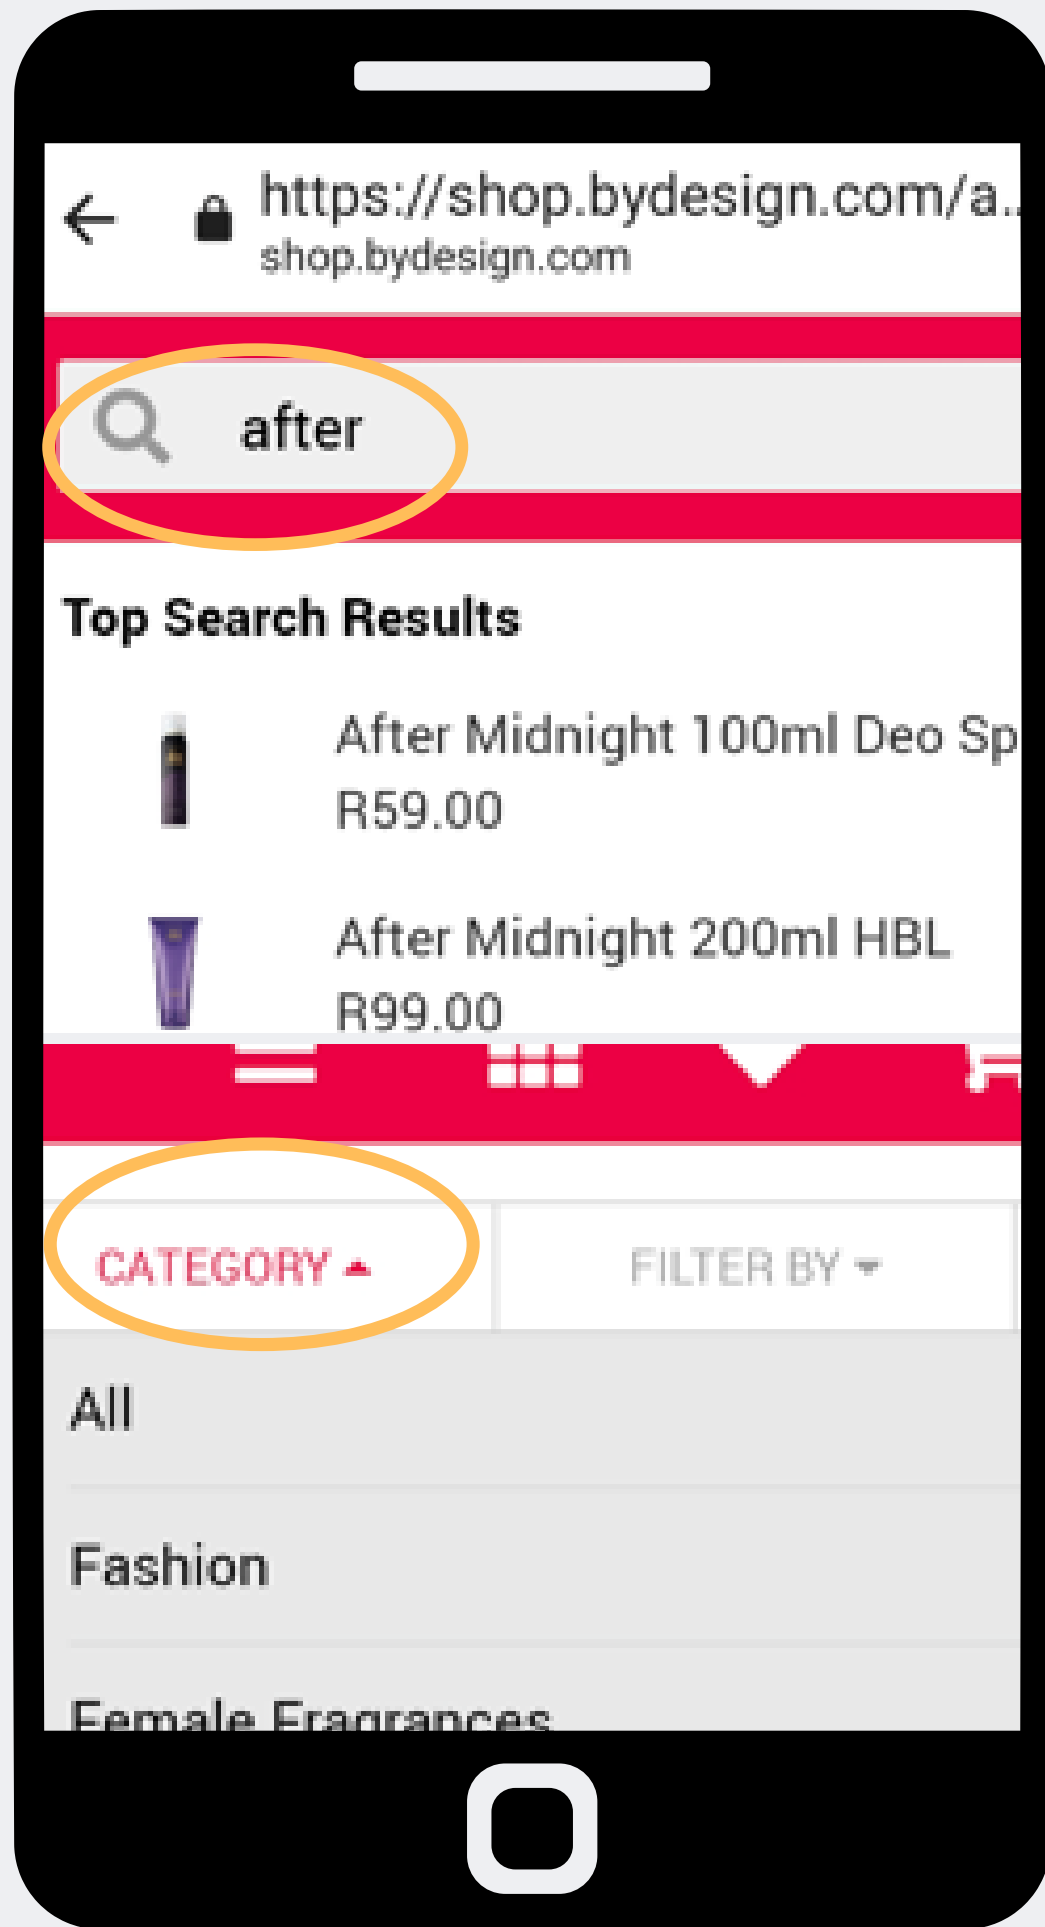 https://shop.bydesign.com/a..
shop.bydesign.com
after
Top Search Results
After Midnight 100ml Deo Sp
R59.00
After Midnight 200ml HBL
R99.00
CATEGORY
FILTER BY
All
Fashion
Female Fragrances